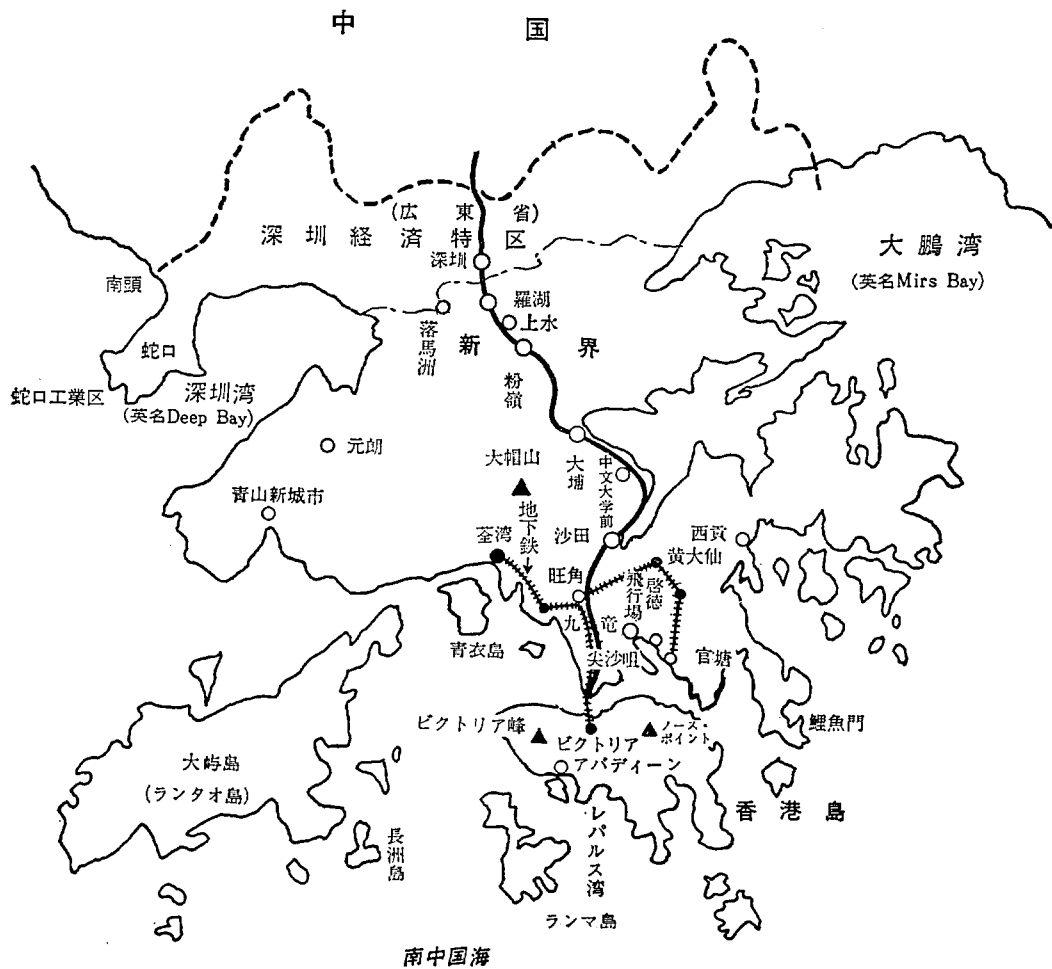 中国
(広東省)
深圳経済特区
深圳
大鵬湾
(英名Mirs Bay)
南頭
羅湖
上水
落馬洲
新界
蛇口
蛇口工業区
深圳湾
(英名Deep Bay)
粉嶺
元朗
大帽山
大埔
中文大学前
青山新城市
地下鉄
荃湾
沙田
西貢
黄大仙
旺角
啓徳
飛行場
九竜
青衣島
尖沙咀
官塘
ビクトリア峰
ノース・
ポイント
鯉魚門
ビクトリア
アバディーン
大嶼島
(ランタオ島)
香港島
長洲島
レパルス湾
ランマ島
南中国海